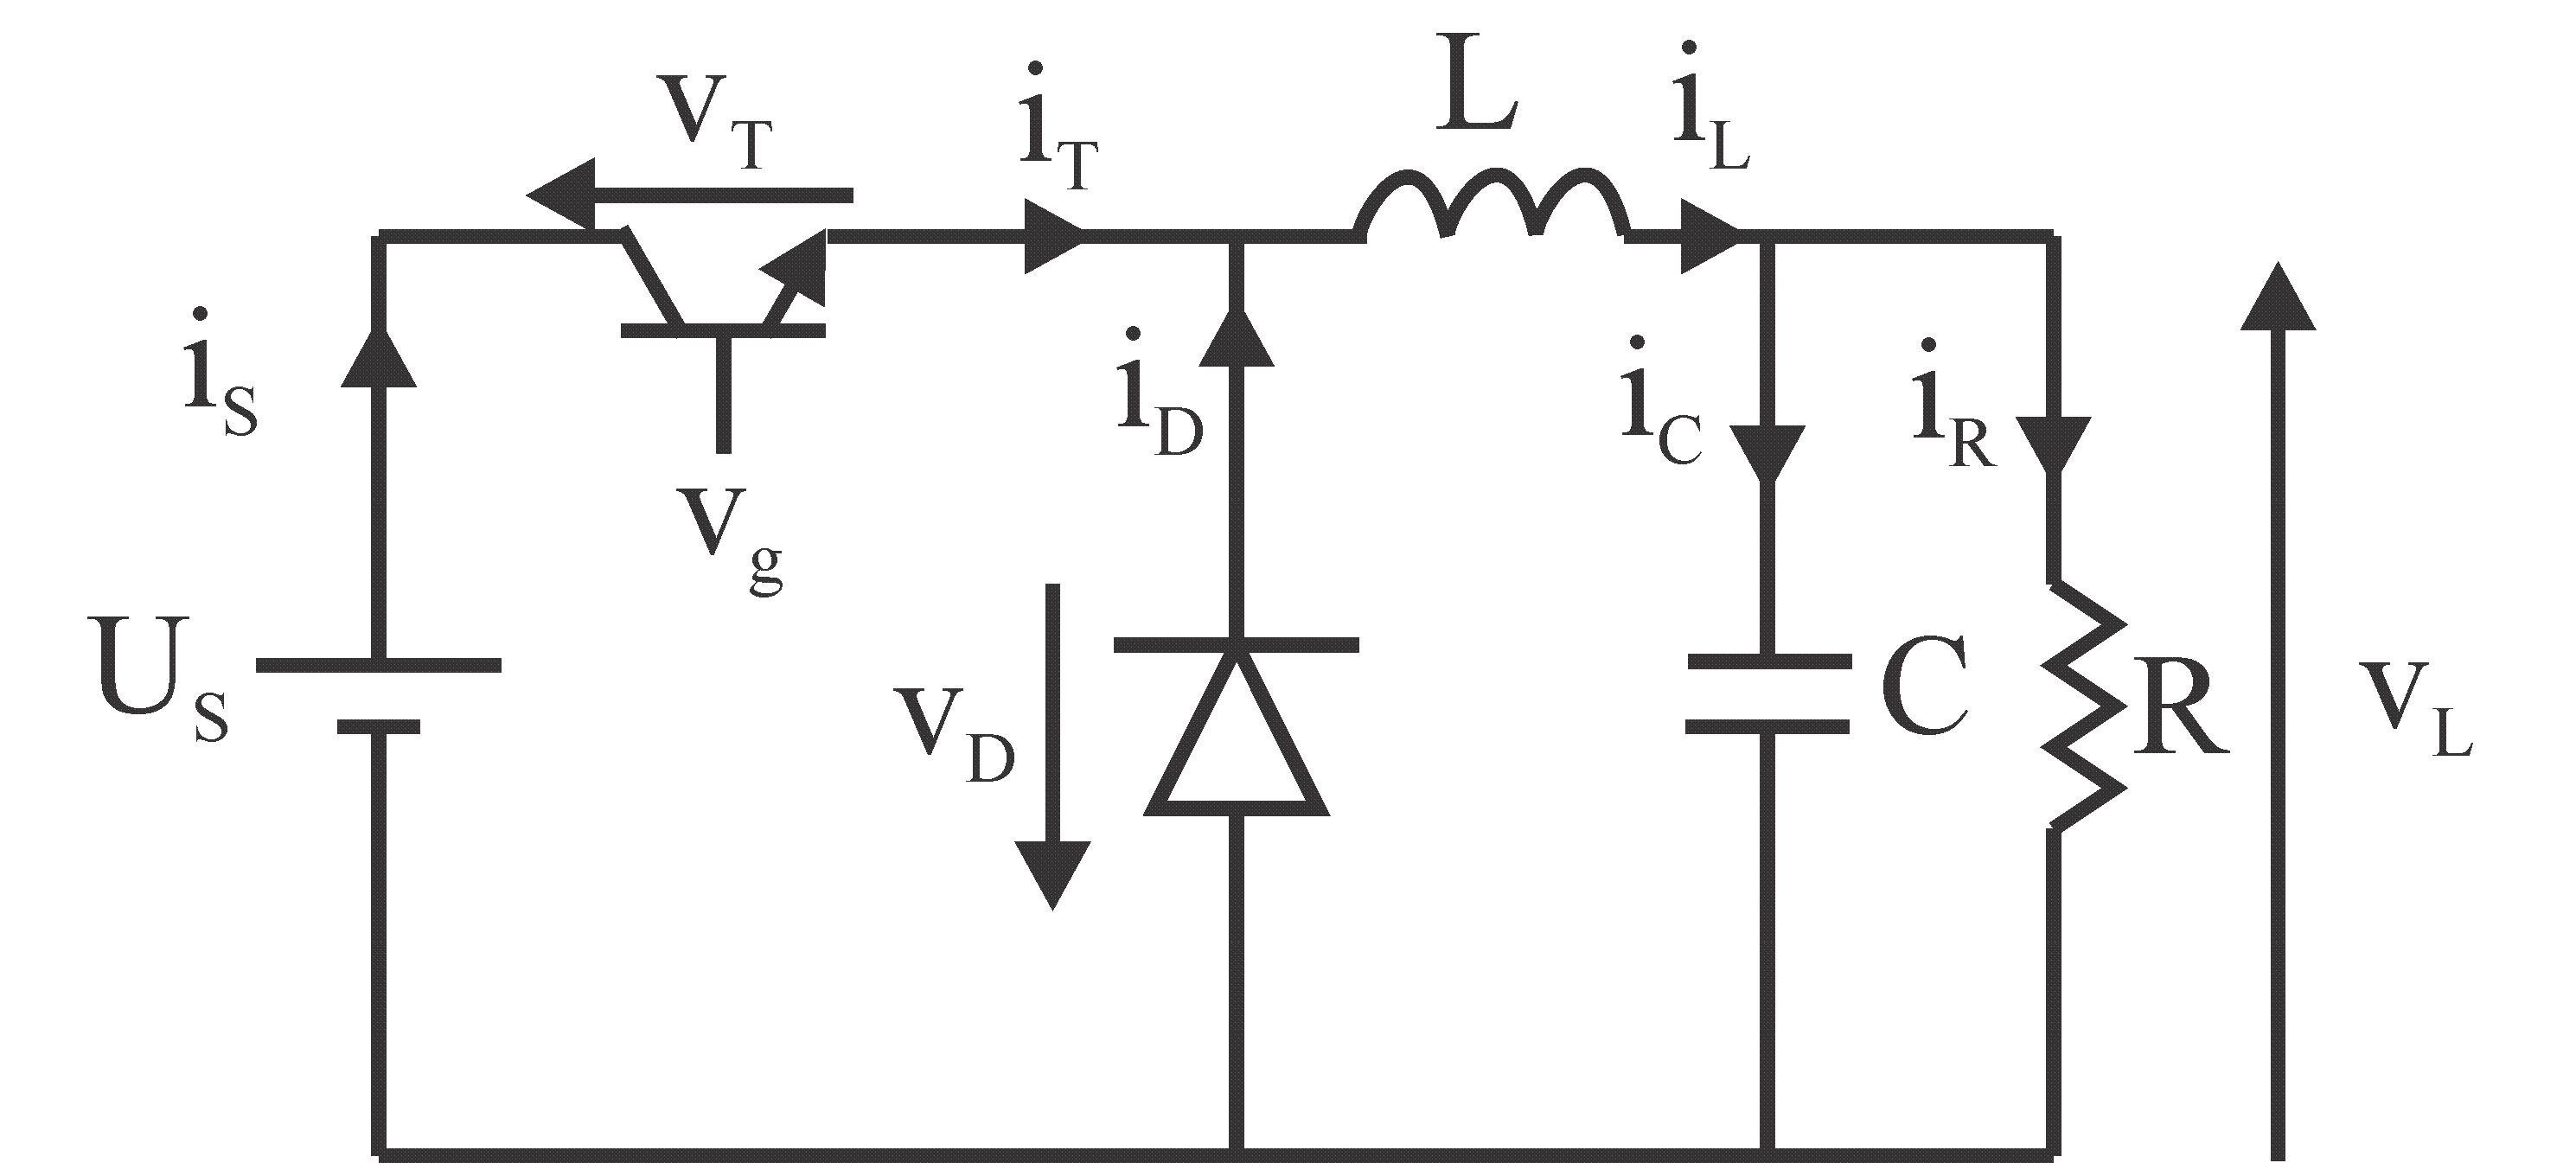 v_T
i_T
L
i_L
i_S
v_g
i_D
i_C
i_R
U_S
v_D
C
R
v_L